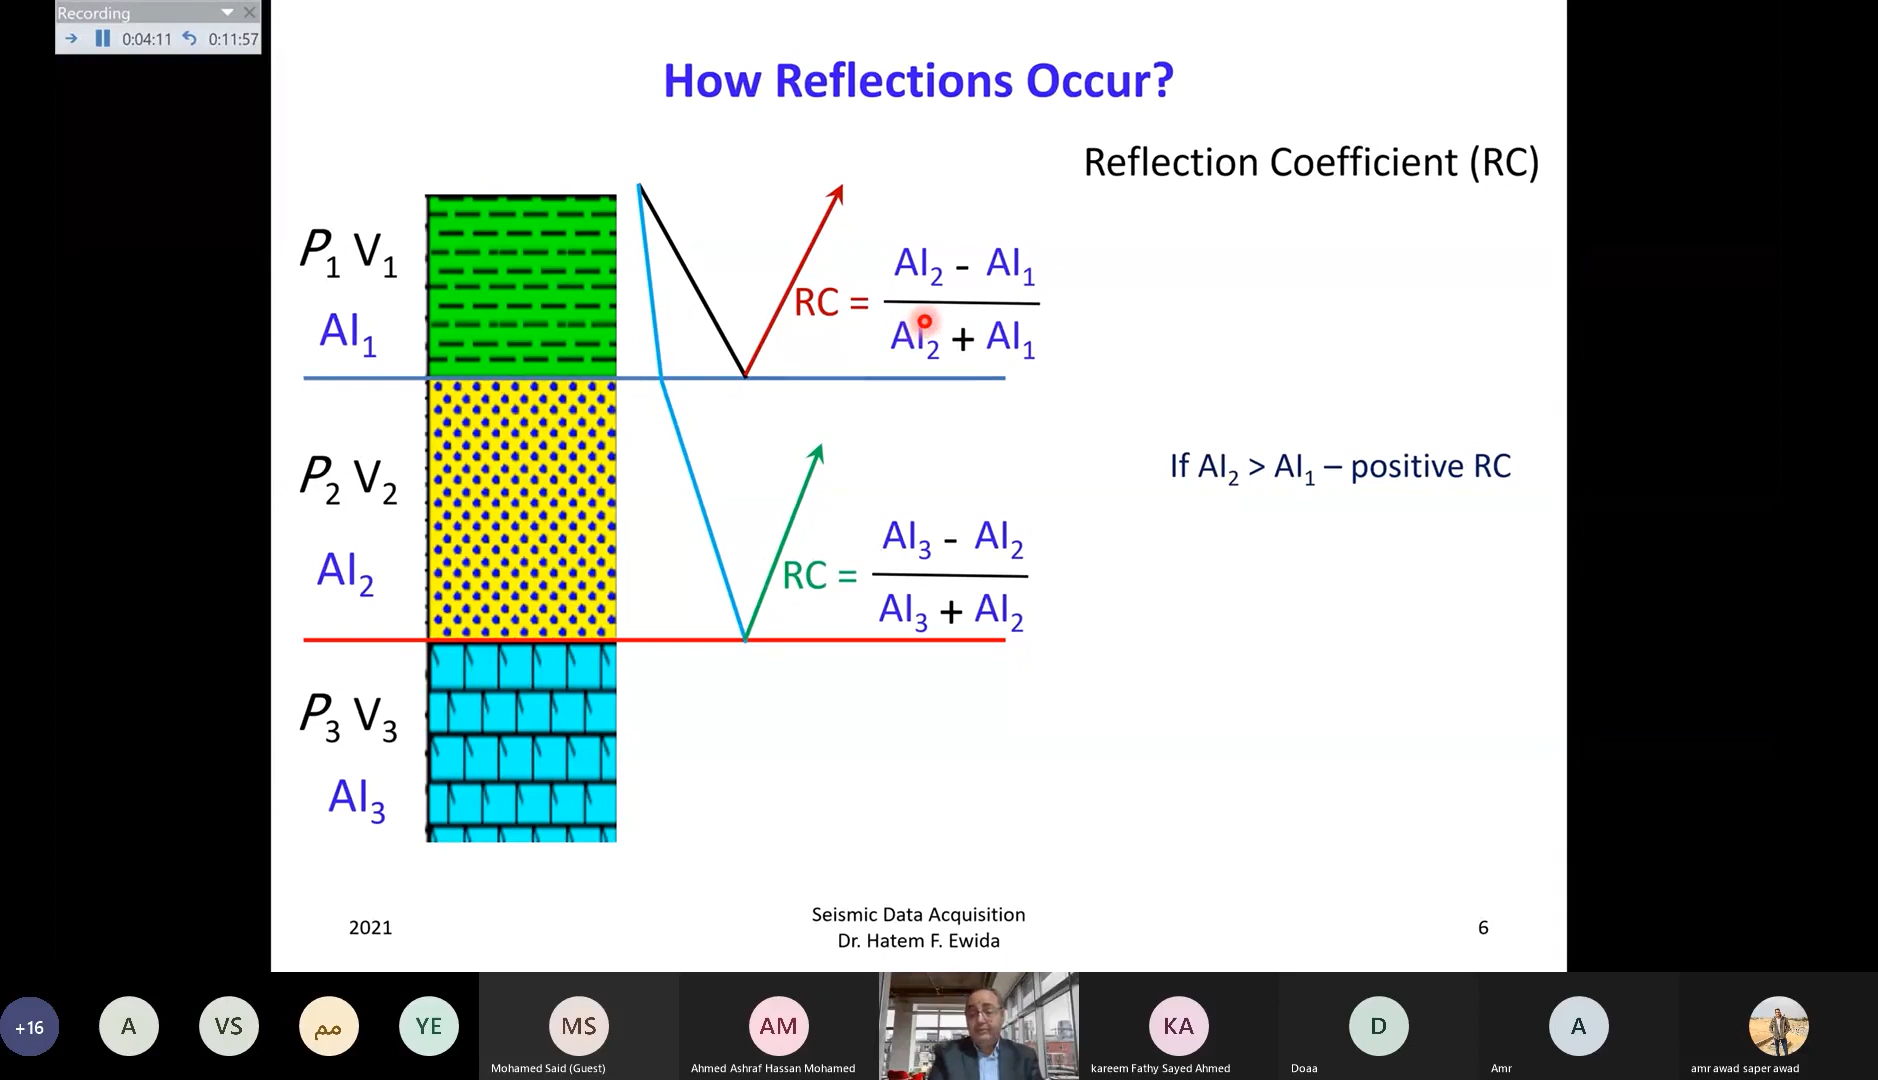 Recording
0:04:11 0:11:57
How Reflections Occur?
Reflection Coefficient (RC)
P₁ V₁
AI₁
RC = AI₂ - AI₁
AI₂ + AI₁
P₂ V₂
AI₂
If AI₂ > AI₁ – positive RC
RC = AI₃ - AI₂
AI₃ + AI₂
P₃ V₃
AI₃
2021
Seismic Data Acquisition
Dr. Hatem F. Ewida
6
+16
A
VS
مم
YE
MS
AM
KA
D
A
Mohamed Said (Guest)
Ahmed Ashraf Hassan Mohamed
kareem Fathy Sayed Ahmed
Doaa
Amr
amr awad saper awad